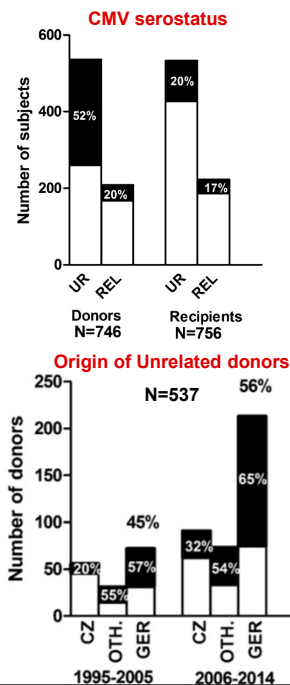 CMV serostatus
Number of subjects
600
400
200
0
52%
20%
20%
17%
UR
REL
UR
REL
Donors
N=746
Recipients
N=756
Origin of Unrelated donors
Number of donors
250
200
150
100
50
0
N=537
56%
65%
45%
20%
55%
57%
32%
54%
CZ
OTH.
GER
CZ
OTH.
GER
1995-2005
2006-2014